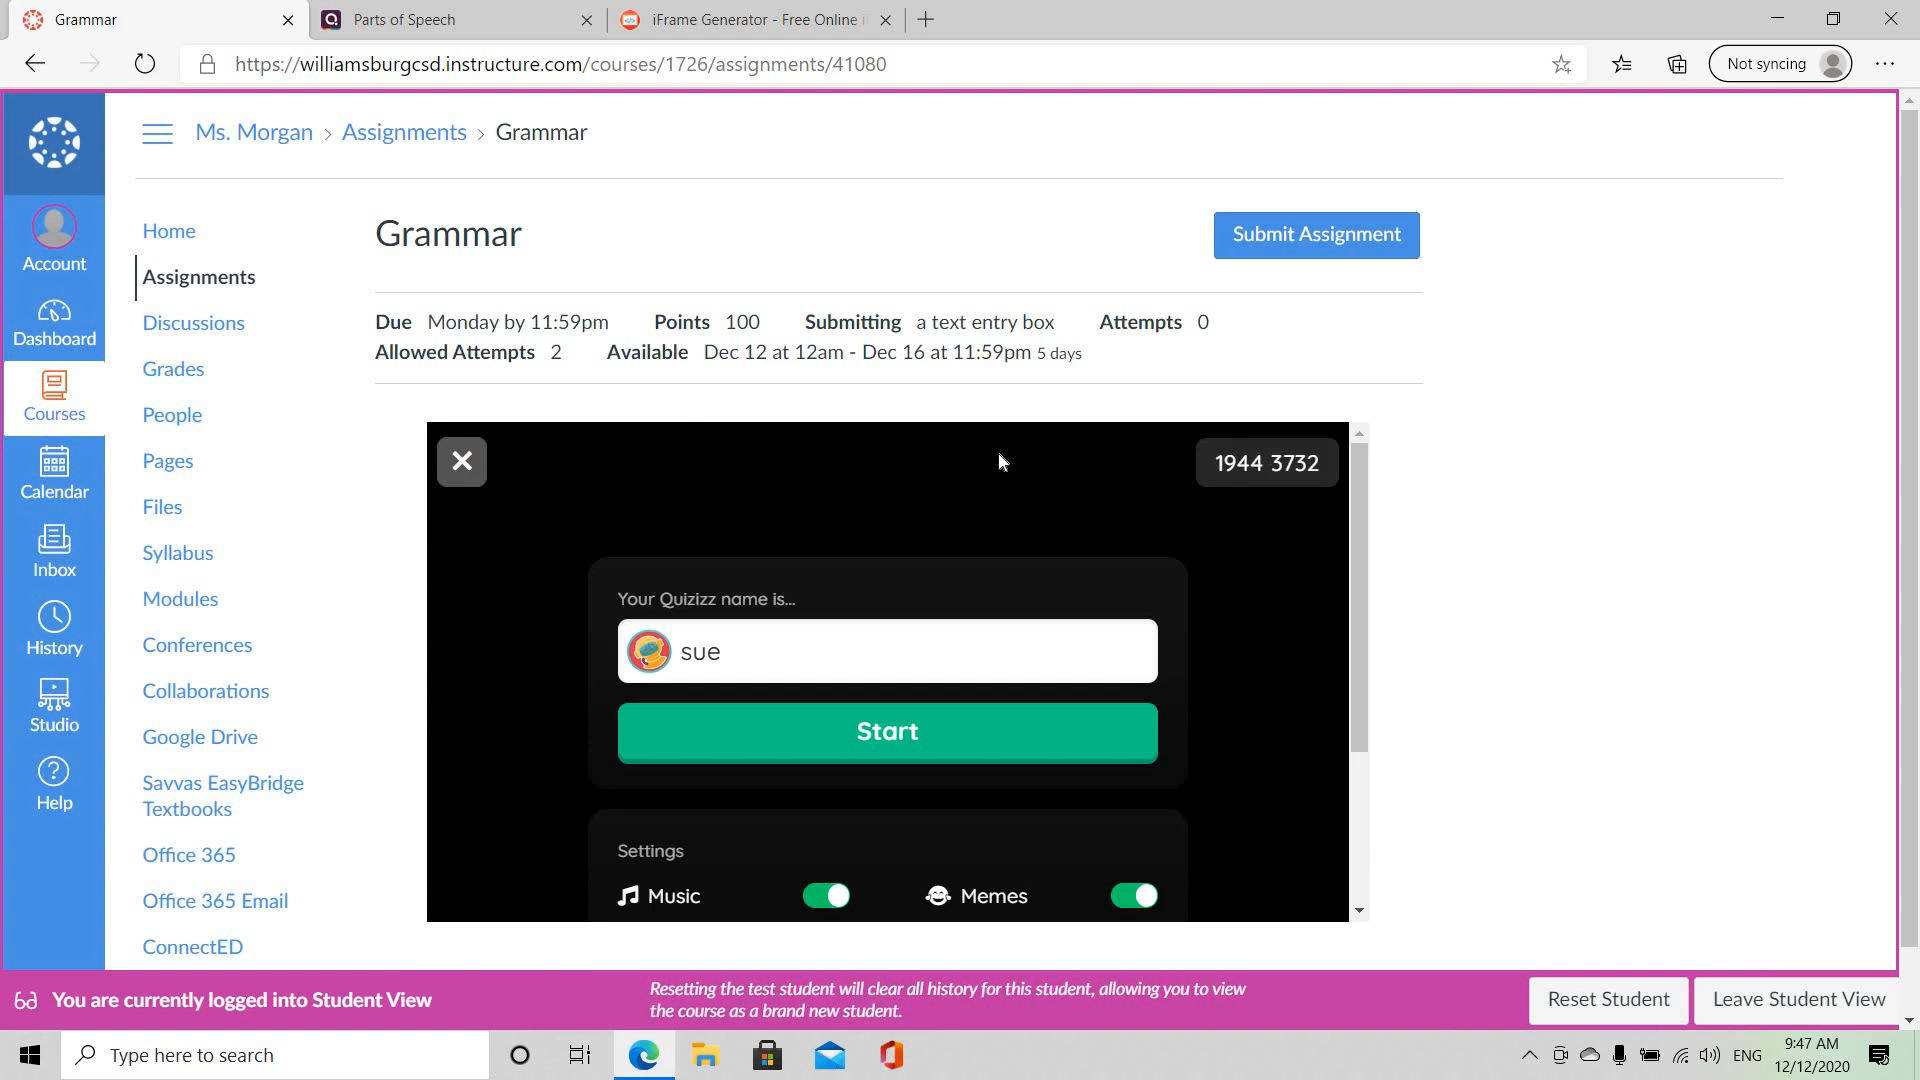 Grammar
Parts of Speech
iFrame Generator - Free Online
https://williamsburgcsd.instructure.com/courses/1726/assignments/41080
Not syncing
Ms. Morgan > Assignments > Grammar
Account
Dashboard
Courses
Calendar
Inbox
History
Studio
Help
Home
Assignments
Discussions
Grades
People
Pages
Files
Syllabus
Modules
Conferences
Collaborations
Google Drive
Savvas EasyBridge
Textbooks
Office 365
Office 365 Email
ConnectED
Grammar
Submit Assignment
Due Monday by 11:59pm Points 100 Submitting a text entry box Attempts 0
Allowed Attempts 2 Available Dec 12 at 12am - Dec 16 at 11:59pm 5 days
1944 3732
Your Quizizz name is...
sue
Start
Settings
Music
Memes
You are currently logged into Student View
Resetting the test student will clear all history for this student, allowing you to view
the course as a brand new student.
Reset Student
Leave Student View
Type here to search
ENG
9:47 AM
12/12/2020